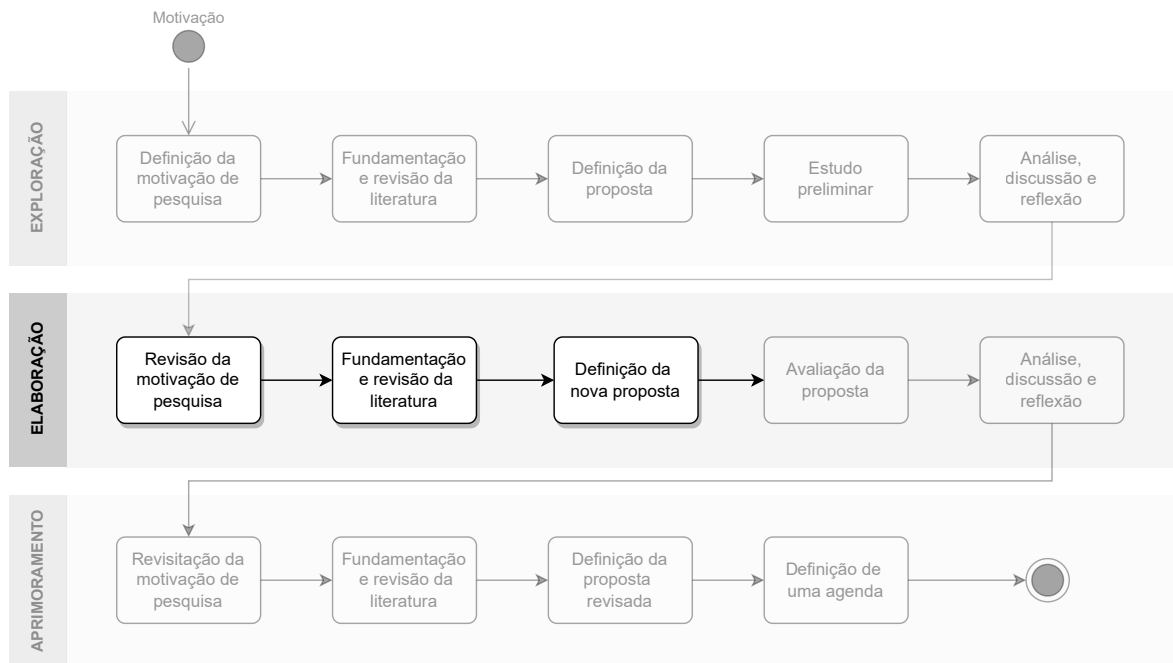 Motivação
EXPLORAÇÃO
Definição da
motivação de
pesquisa
Fundamentação
e revisão da
literatura
Definição da
proposta
Estudo
preliminar
Análise,
discussão e
reflexão
ELABORAÇÃO
Revisão da
motivação de
pesquisa
Fundamentação
e revisão da
literatura
Definição da
nova proposta
Avaliação da
proposta
Análise,
discussão e
reflexão
APRIMORAMENTO
Revisitação da
motivação de
pesquisa
Fundamentação
e revisão da
literatura
Definição da
proposta
revisada
Definição de
uma agenda